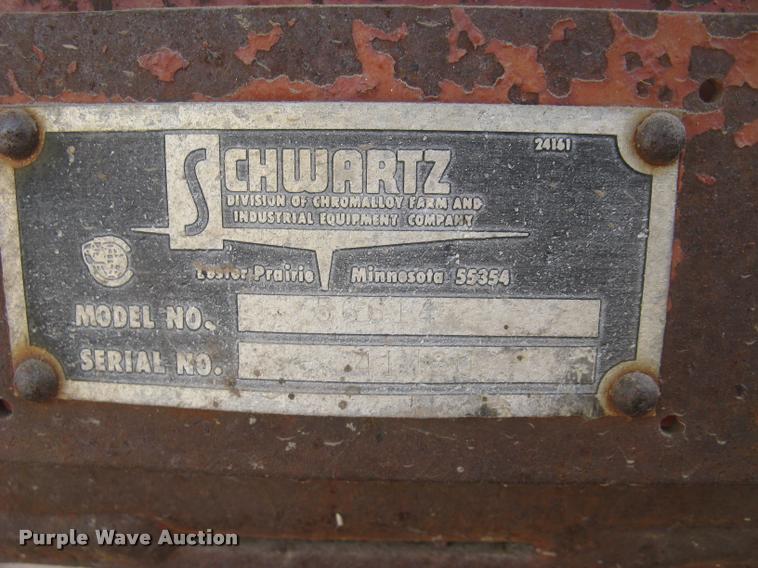 SCHWARTZ
24161
DIVISION OF CHROMALLOY FARM AND
INDUSTRIAL EQUIPMENT COMPANY
Lester Prairie Minnesota 55354
MODEL NO.
SERIAL NO.
Purple Wave Auction